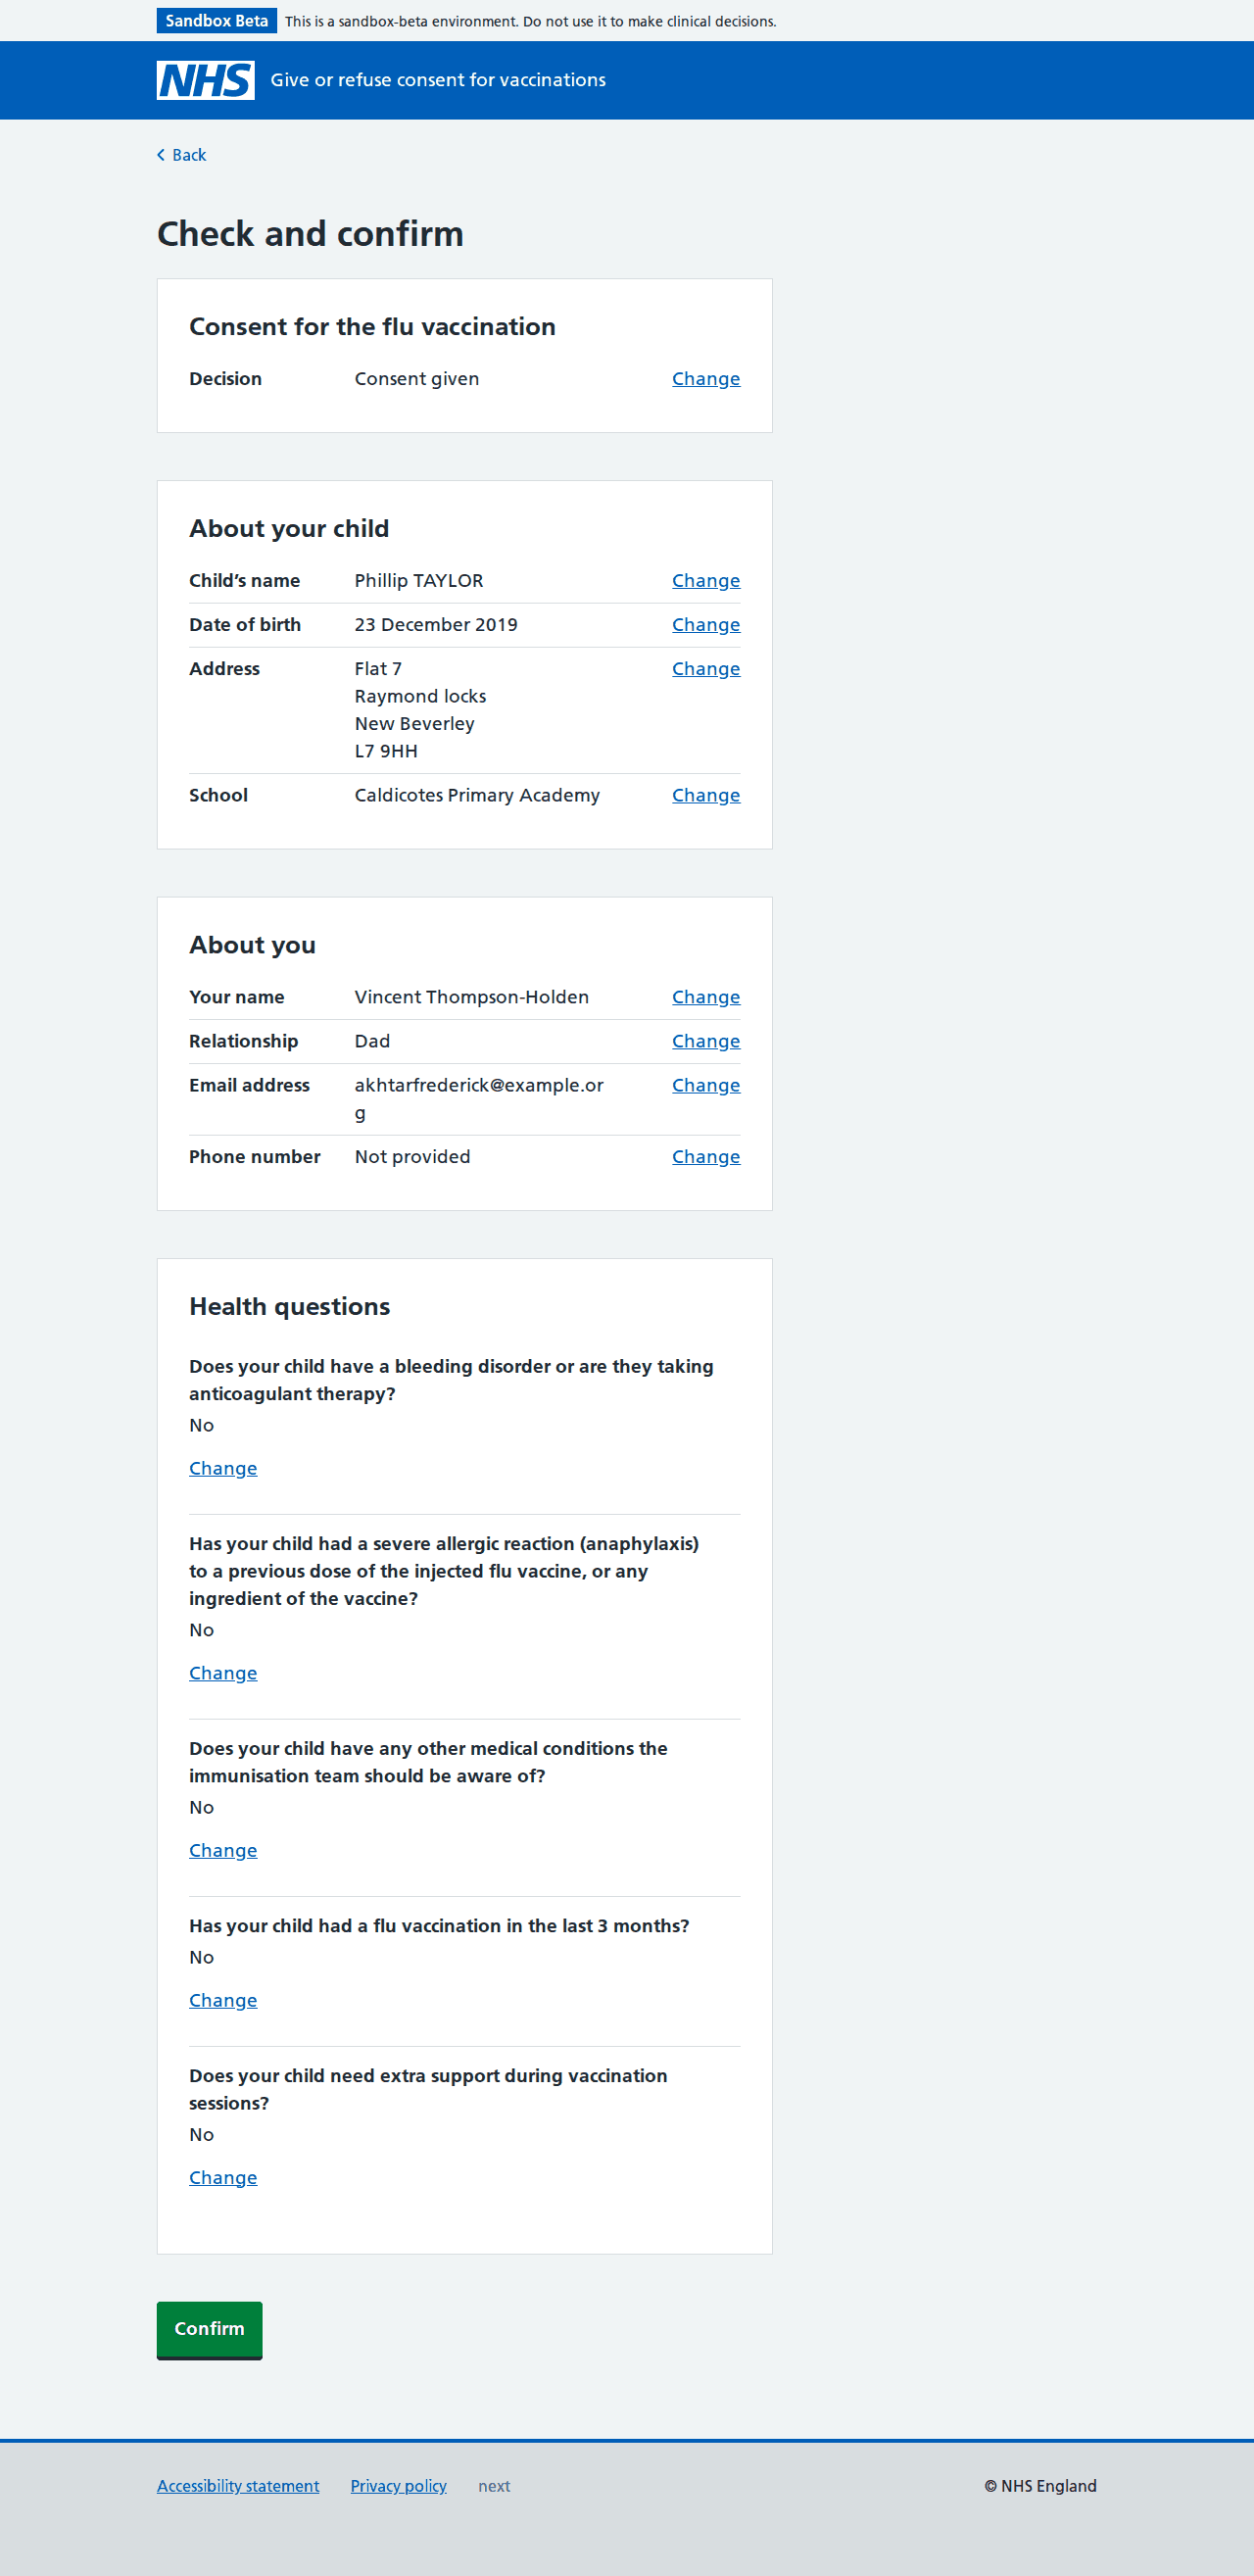 Sandbox Beta This is a sandbox-beta environment. Do not use it to make clinical decisions.
NHS Give or refuse consent for vaccinations
Back
Check and confirm
Consent for the flu vaccination
Decision Consent given Change
About your child
Child’s name Phillip TAYLOR Change
Date of birth 23 December 2019 Change
Address Flat 7 Change
Raymond locks
New Beverley
L7 9HH
School Caldicotes Primary Academy Change
About you
Your name Vincent Thompson-Holden Change
Relationship Dad Change
Email address akhtarfrederick@example.or Change
g
Phone number Not provided Change
Health questions
Does your child have a bleeding disorder or are they taking
anticoagulant therapy?
No
Change
Has your child had a severe allergic reaction (anaphylaxis)
to a previous dose of the injected flu vaccine, or any
ingredient of the vaccine?
No
Change
Does your child have any other medical conditions the
immunisation team should be aware of?
No
Change
Has your child had a flu vaccination in the last 3 months?
No
Change
Does your child need extra support during vaccination
sessions?
No
Change
Confirm
Accessibility statement Privacy policy next © NHS England